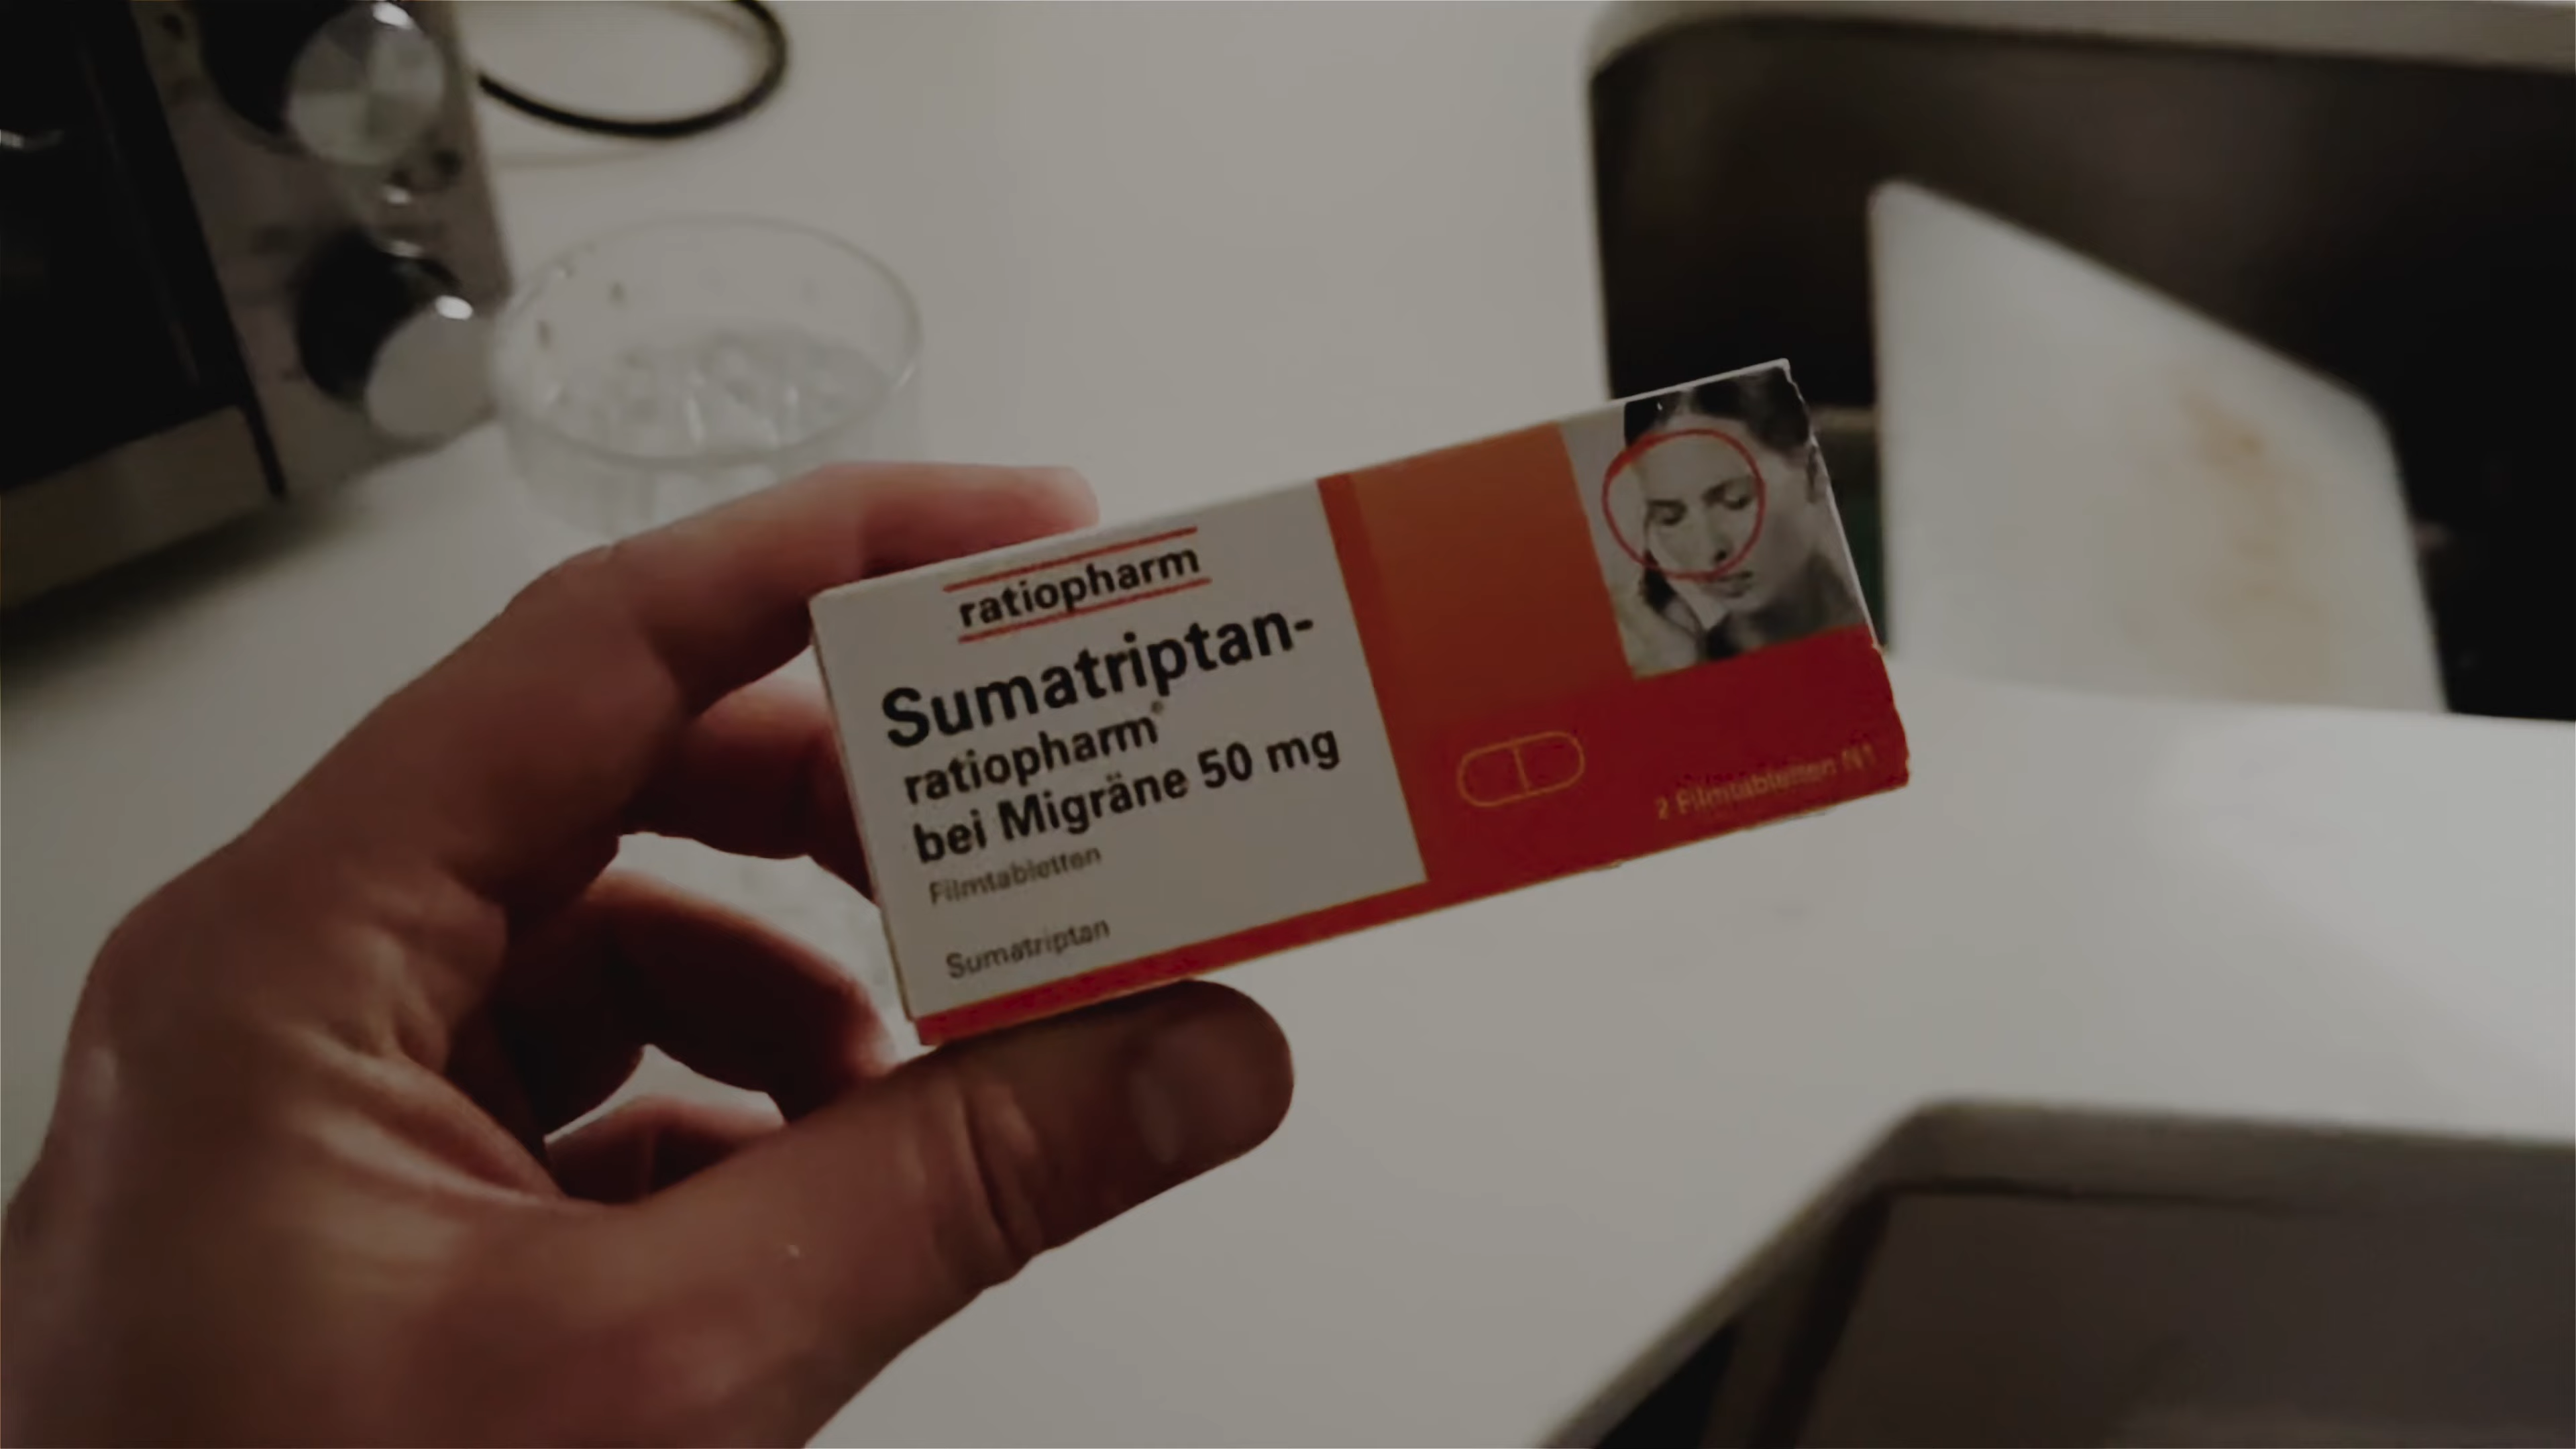 ratiopharm
Sumatriptan-
ratiopharm®
bei Migräne 50 mg
Filmtabletten
Sumatriptan
2 Filmtabletten N1